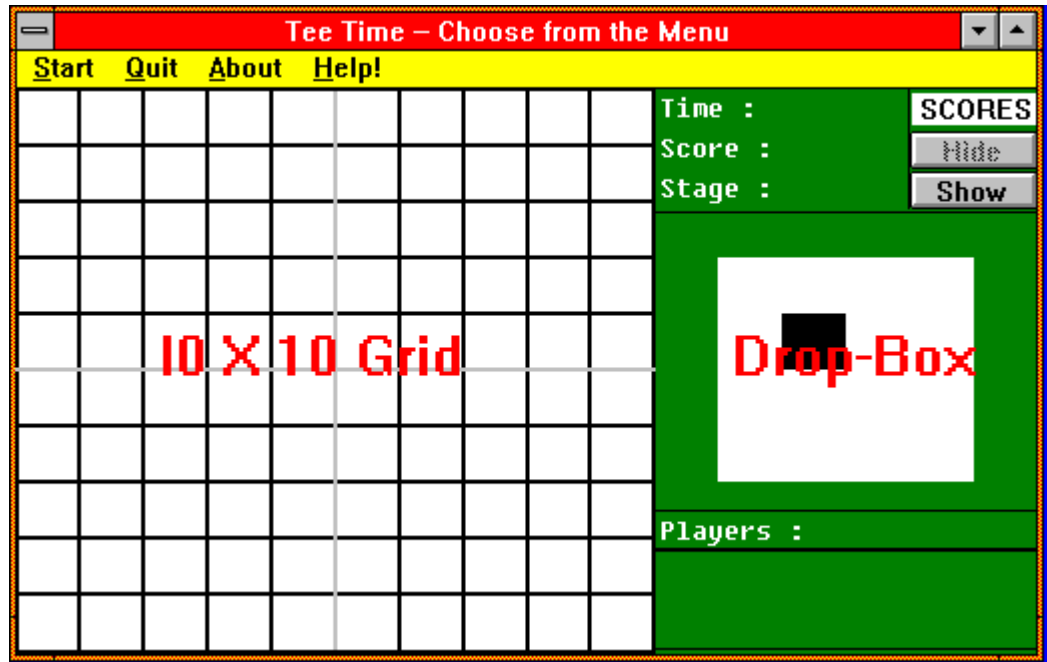 Tee Time – Choose from the Menu
Start Quit About Help!
Time :
SCORES
Score :
Hide
Stage :
Show
I0 X 10 Grid
Drop-Box
Players :